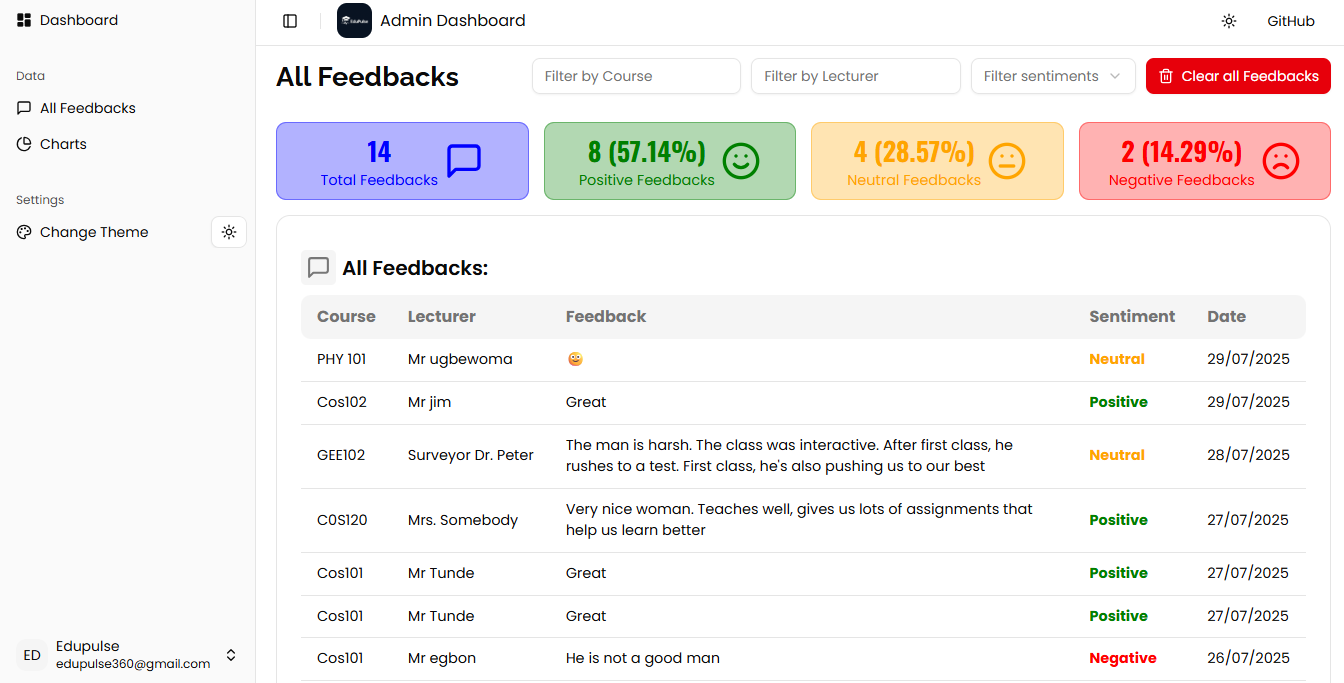 Dashboard
Data
All Feedbacks
Charts
Settings
Change Theme
ED
Edupulse
edupulse360@gmail.com
EduPulse
Admin Dashboard
GitHub
All Feedbacks
Filter by Course
Filter by Lecturer
Filter sentiments
Clear all Feedbacks
14
Total Feedbacks
8 (57.14%)
Positive Feedbacks
4 (28.57%)
Neutral Feedbacks
2 (14.29%)
Negative Feedbacks
All Feedbacks:
Course Lecturer Feedback Sentiment Date
PHY 101 Mr ugbewoma Neutral 29/07/2025
Cos102 Mr jim Great Positive 29/07/2025
GEE102 Surveyor Dr. Peter The man is harsh. The class was interactive. After first class, he
rushes to a test. First class, he's also pushing us to our best Neutral 28/07/2025
C0S120 Mrs. Somebody Very nice woman. Teaches well, gives us lots of assignments that
help us learn better Positive 27/07/2025
Cos101 Mr Tunde Great Positive 27/07/2025
Cos101 Mr Tunde Great Positive 27/07/2025
Cos101 Mr egbon He is not a good man Negative 26/07/2025